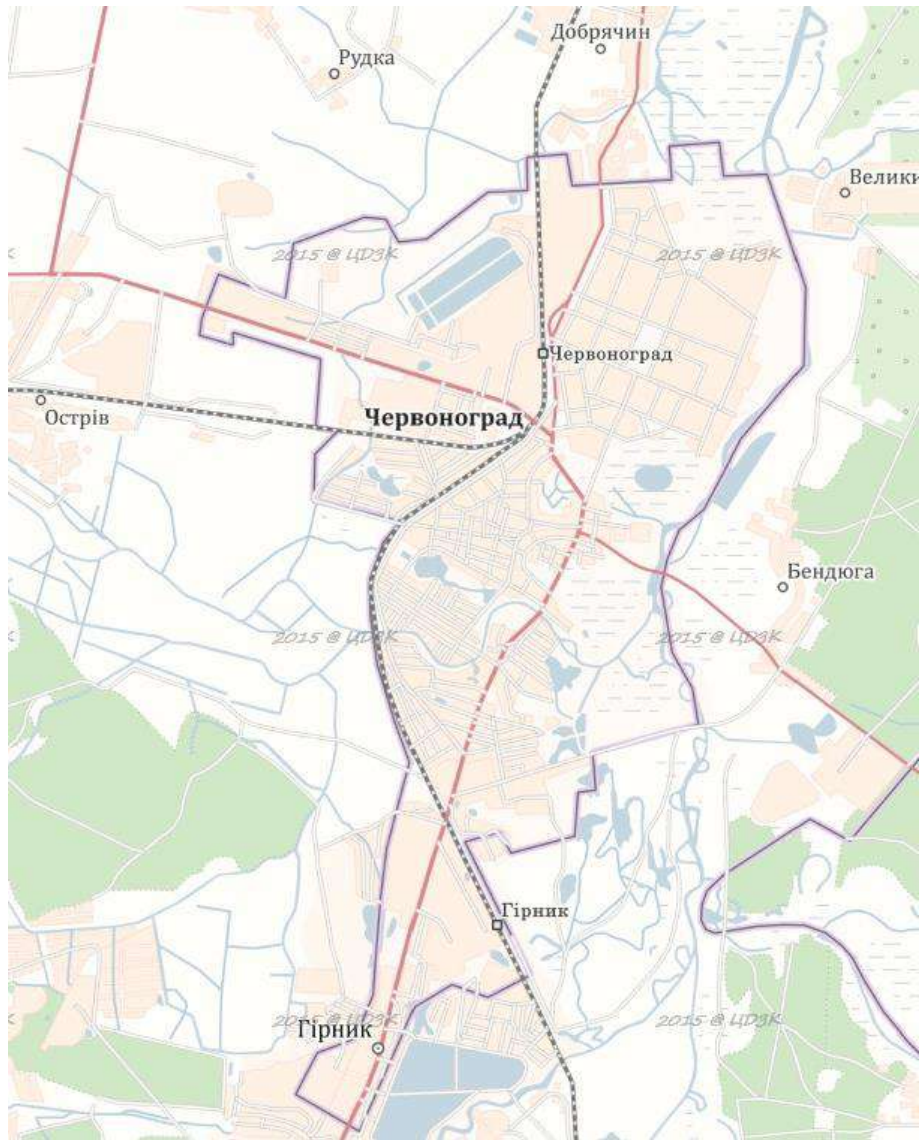 Добрячин
Рудка
Велики
2015 @ ЦДЗК
2015 @ ЦДЗК
Червоноград
Острів
Червоноград
Бендюга
2015 @ ЦДЗК
2015 @ ЦДЗК
Гірник
2015 @ ЦДЗК
2015 @ ЦДЗК
Гірник